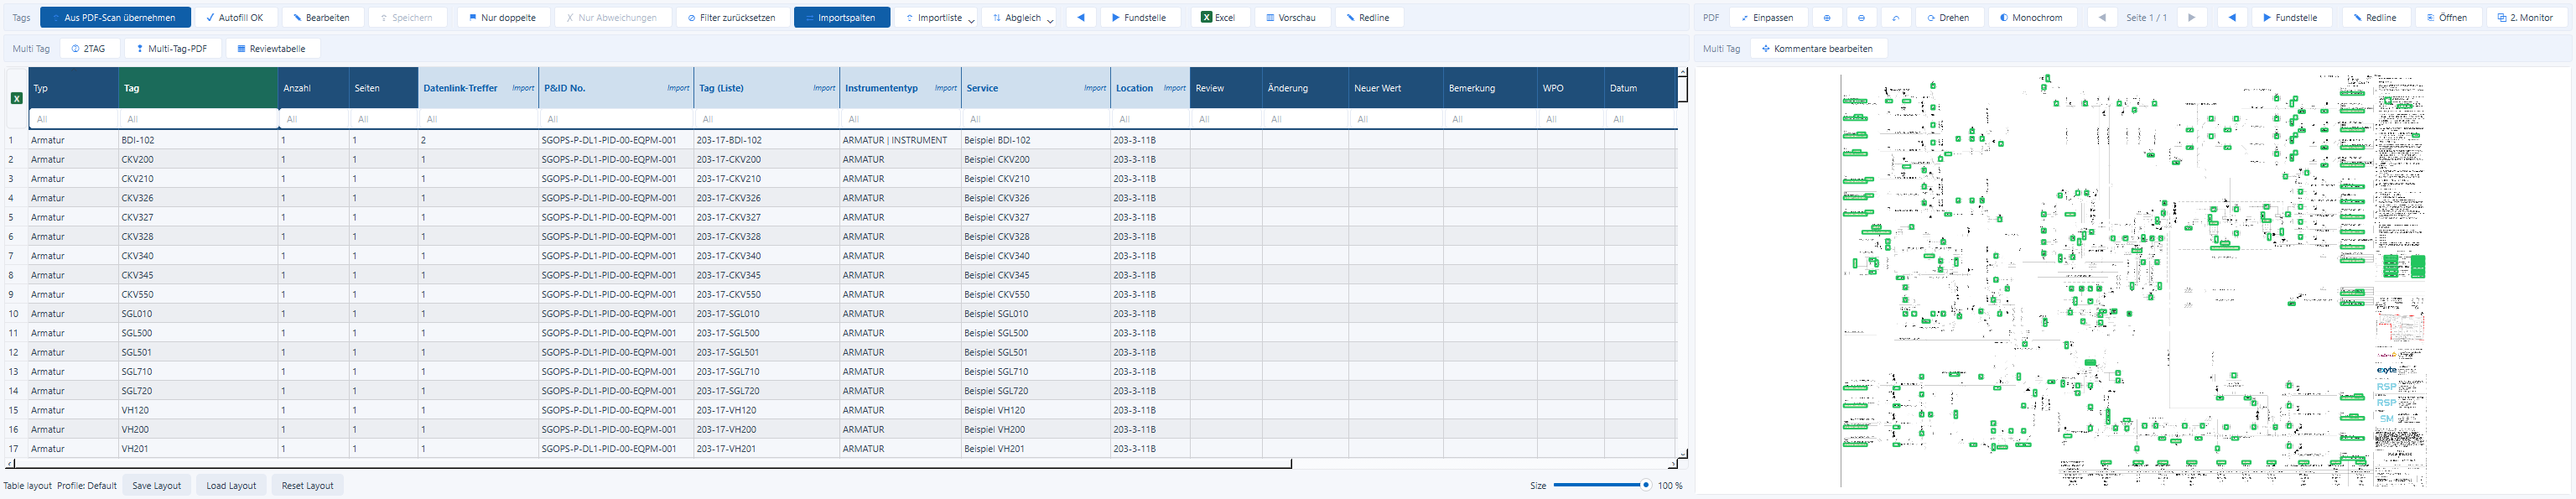 Tags Aus PDF-Scan übernehmen Autofill OK Bearbeiten Speichern Nur doppelte Nur Abweichungen Filter zurücksetzen Importspalten Importliste Abgleich Fundstelle Excel Vorschau Redline
PDF Einpassen Drehen Monochrom Seite 1 / 1 Fundstelle Redline Öffnen 2. Monitor
Multi Tag 2TAG Multi-Tag-PDF Reviewtabelle
Multi Tag Kommentare bearbeiten
Typ Tag Anzahl Seiten Datenlink-Treffer Import P&ID No. Import Tag (Liste) Import Instrumententyp Import Service Import Location Import Review Änderung Neuer Wert Bemerkung WPO Datum
All All All All All All All All All All All All All All All All
1 Armatur BDI-102 1 1 2 SGOPS-P-DL1-PID-00-EQPM-001 203-17-BDI-102 ARMATUR | INSTRUMENT Beispiel BDI-102 203-3-11B
2 Armatur CKV200 1 1 1 SGOPS-P-DL1-PID-00-EQPM-001 203-17-CKV200 ARMATUR Beispiel CKV200 203-3-11B
3 Armatur CKV210 1 1 1 SGOPS-P-DL1-PID-00-EQPM-001 203-17-CKV210 ARMATUR Beispiel CKV210 203-3-11B
4 Armatur CKV326 1 1 1 SGOPS-P-DL1-PID-00-EQPM-001 203-17-CKV326 ARMATUR Beispiel CKV326 203-3-11B
5 Armatur CKV327 1 1 1 SGOPS-P-DL1-PID-00-EQPM-001 203-17-CKV327 ARMATUR Beispiel CKV327 203-3-11B
6 Armatur CKV328 1 1 1 SGOPS-P-DL1-PID-00-EQPM-001 203-17-CKV328 ARMATUR Beispiel CKV328 203-3-11B
7 Armatur CKV340 1 1 1 SGOPS-P-DL1-PID-00-EQPM-001 203-17-CKV340 ARMATUR Beispiel CKV340 203-3-11B
8 Armatur CKV345 1 1 1 SGOPS-P-DL1-PID-00-EQPM-001 203-17-CKV345 ARMATUR Beispiel CKV345 203-3-11B
9 Armatur CKV550 1 1 1 SGOPS-P-DL1-PID-00-EQPM-001 203-17-CKV550 ARMATUR Beispiel CKV550 203-3-11B
10 Armatur SGL010 1 1 1 SGOPS-P-DL1-PID-00-EQPM-001 203-17-SGL010 ARMATUR Beispiel SGL010 203-3-11B
11 Armatur SGL500 1 1 1 SGOPS-P-DL1-PID-00-EQPM-001 203-17-SGL500 ARMATUR Beispiel SGL500 203-3-11B
12 Armatur SGL501 1 1 1 SGOPS-P-DL1-PID-00-EQPM-001 203-17-SGL501 ARMATUR Beispiel SGL501 203-3-11B
13 Armatur SGL710 1 1 1 SGOPS-P-DL1-PID-00-EQPM-001 203-17-SGL710 ARMATUR Beispiel SGL710 203-3-11B
14 Armatur SGL720 1 1 1 SGOPS-P-DL1-PID-00-EQPM-001 203-17-SGL720 ARMATUR Beispiel SGL720 203-3-11B
15 Armatur VH120 1 1 1 SGOPS-P-DL1-PID-00-EQPM-001 203-17-VH120 ARMATUR Beispiel VH120 203-3-11B
16 Armatur VH200 1 1 1 SGOPS-P-DL1-PID-00-EQPM-001 203-17-VH200 ARMATUR Beispiel VH200 203-3-11B
17 Armatur VH201 1 1 1 SGOPS-P-DL1-PID-00-EQPM-001 203-17-VH201 ARMATUR Beispiel VH201 203-3-11B
exyte
RSP
RSP
SM
Table layout Profile: Default Save Layout Load Layout Reset Layout Size 100 %